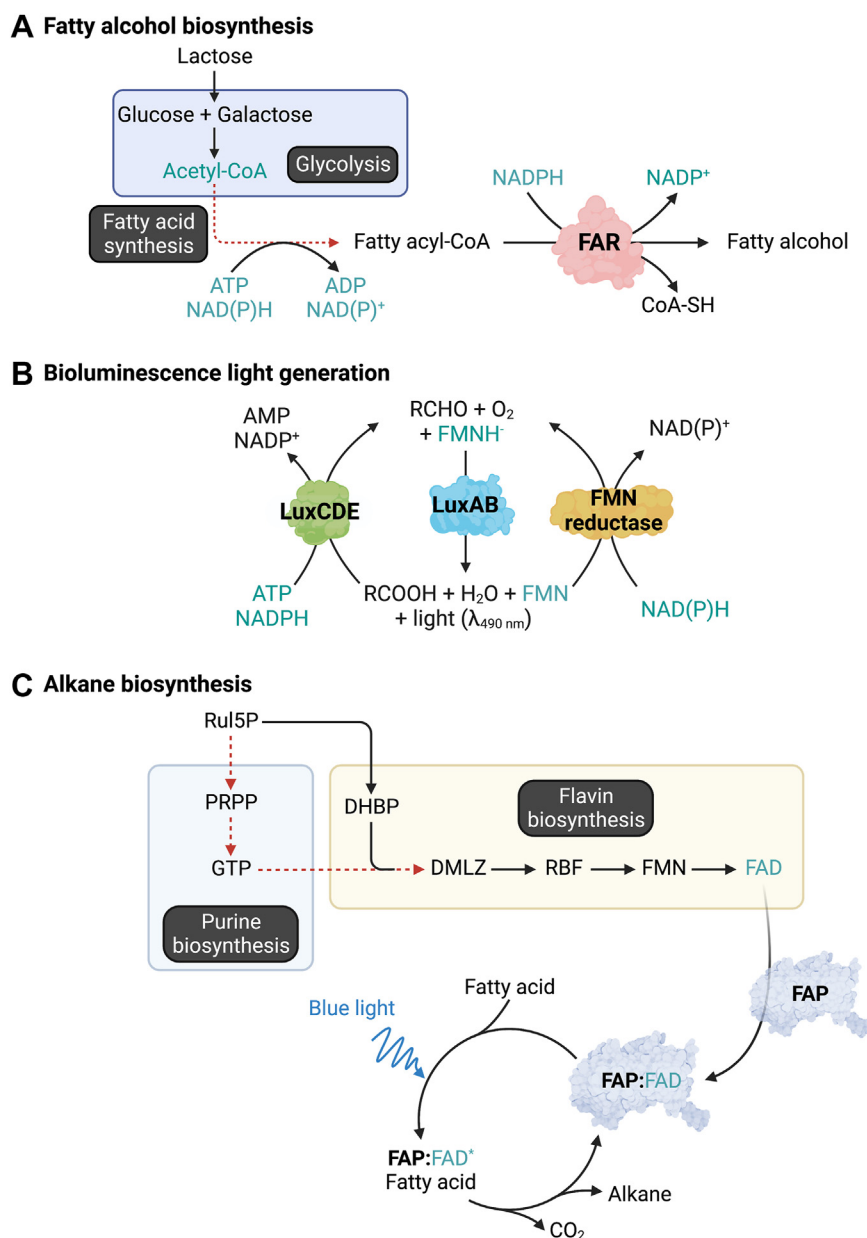 A Fatty alcohol biosynthesis
Lactose
Glucose + Galactose
Acetyl-CoA
Glycolysis
Fatty acid
synthesis
ATP
NAD(P)H
ADP
NAD(P)⁺
Fatty acyl-CoA
NADPH
NADP⁺
FAR
Fatty alcohol
CoA-SH
B Bioluminescence light generation
AMP
NADP⁺
RCHO + O₂
+ FMNH⁻
NAD(P)⁺
LuxCDE
LuxAB
FMN
reductase
ATP
NADPH
RCOOH + H₂O + FMN
+ light (λ₄₉₀ ₙₘ)
NAD(P)H
C Alkane biosynthesis
Rul5P
PRPP
GTP
Purine
biosynthesis
DHBP
Flavin
biosynthesis
DMLZ
RBF
FMN
FAD
FAP
Fatty acid
Blue light
FAP:FAD
FAP:FAD*
Fatty acid
Alkane
CO₂